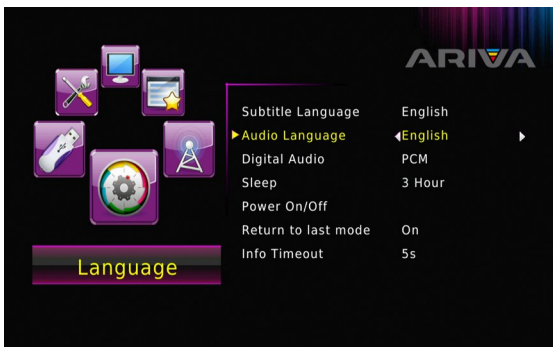 ARIVA
Subtitle Language English
Audio Language English
Digital Audio PCM
Sleep 3 Hour
Power On/Off
Return to last mode On
Info Timeout 5s
Language